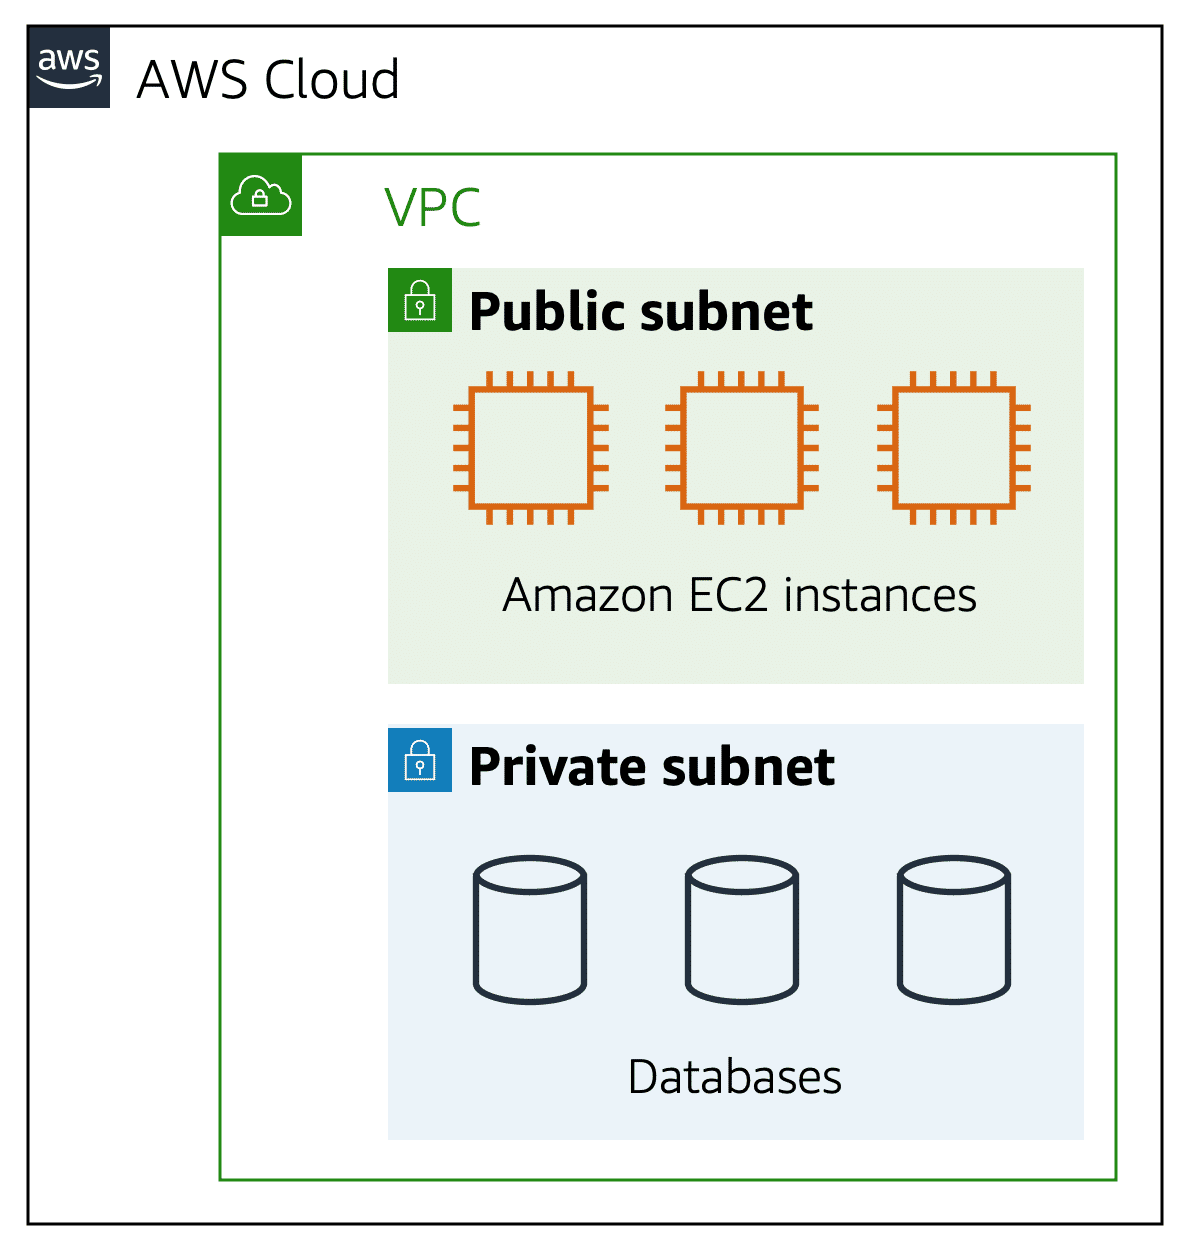 aws
AWS Cloud
VPC
Public subnet
Amazon EC2 instances
Private subnet
Databases